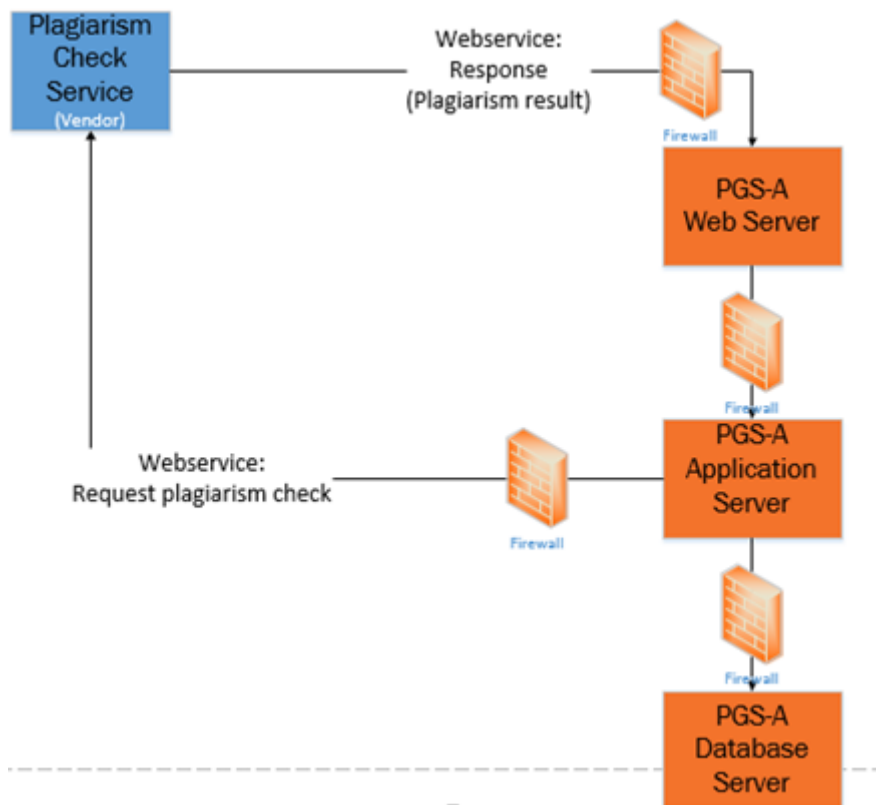 Plagiarism
Check
Service
(Vendor)
Webservice:
Response
(Plagiarism result)
Firewall
PGS-A
Web Server
Firewall
PGS-A
Application
Server
Webservice:
Request plagiarism check
Firewall
Firewall
PGS-A
Database
Server